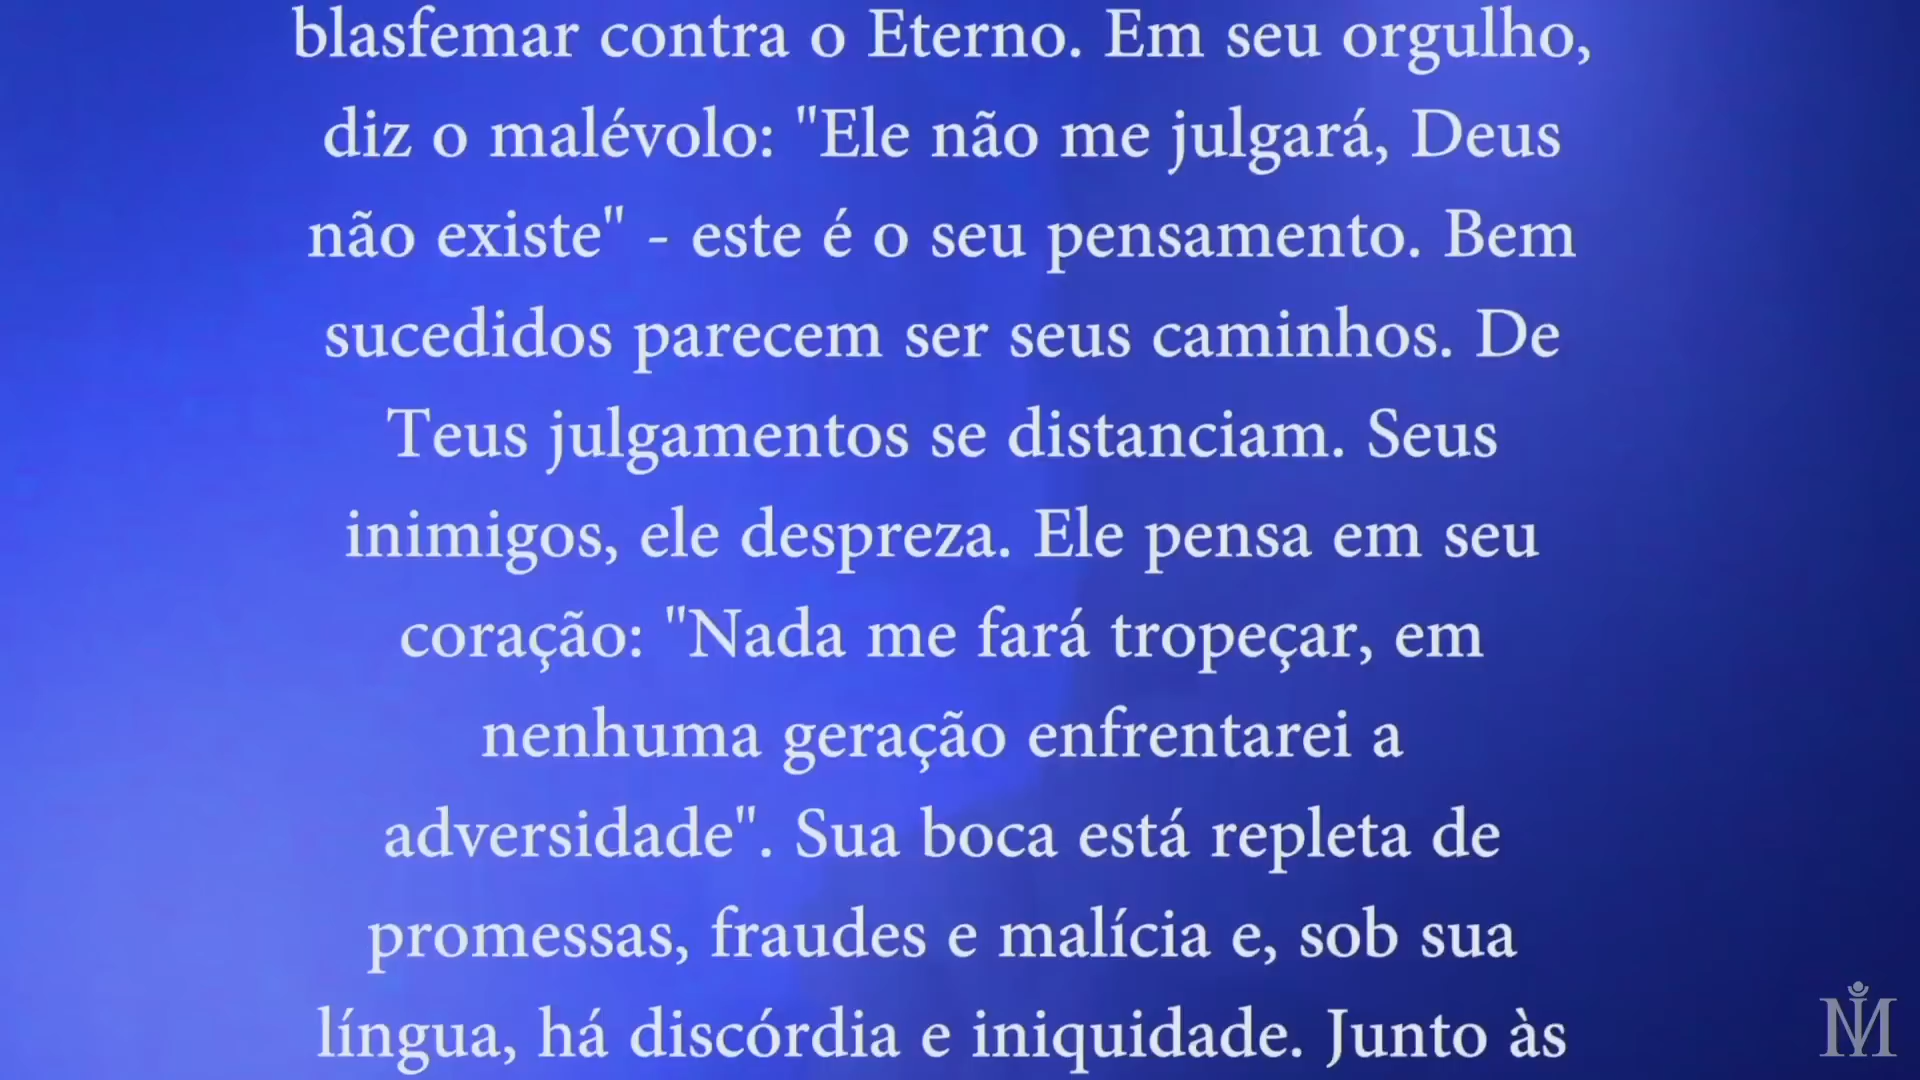 blasfemar contra o Eterno. Em seu orgulho,
diz o malévolo: "Ele não me julgará, Deus
não existe" - este é o seu pensamento. Bem
sucedidos parecem ser seus caminhos. De
Teus julgamentos se distanciam. Seus
inimigos, ele despreza. Ele pensa em seu
coração: "Nada me fará tropeçar, em
nenhuma geração enfrentarei a
adversidade". Sua boca está repleta de
promessas, fraudes e malícia e, sob sua
língua, há discórdia e iniquidade. Junto às